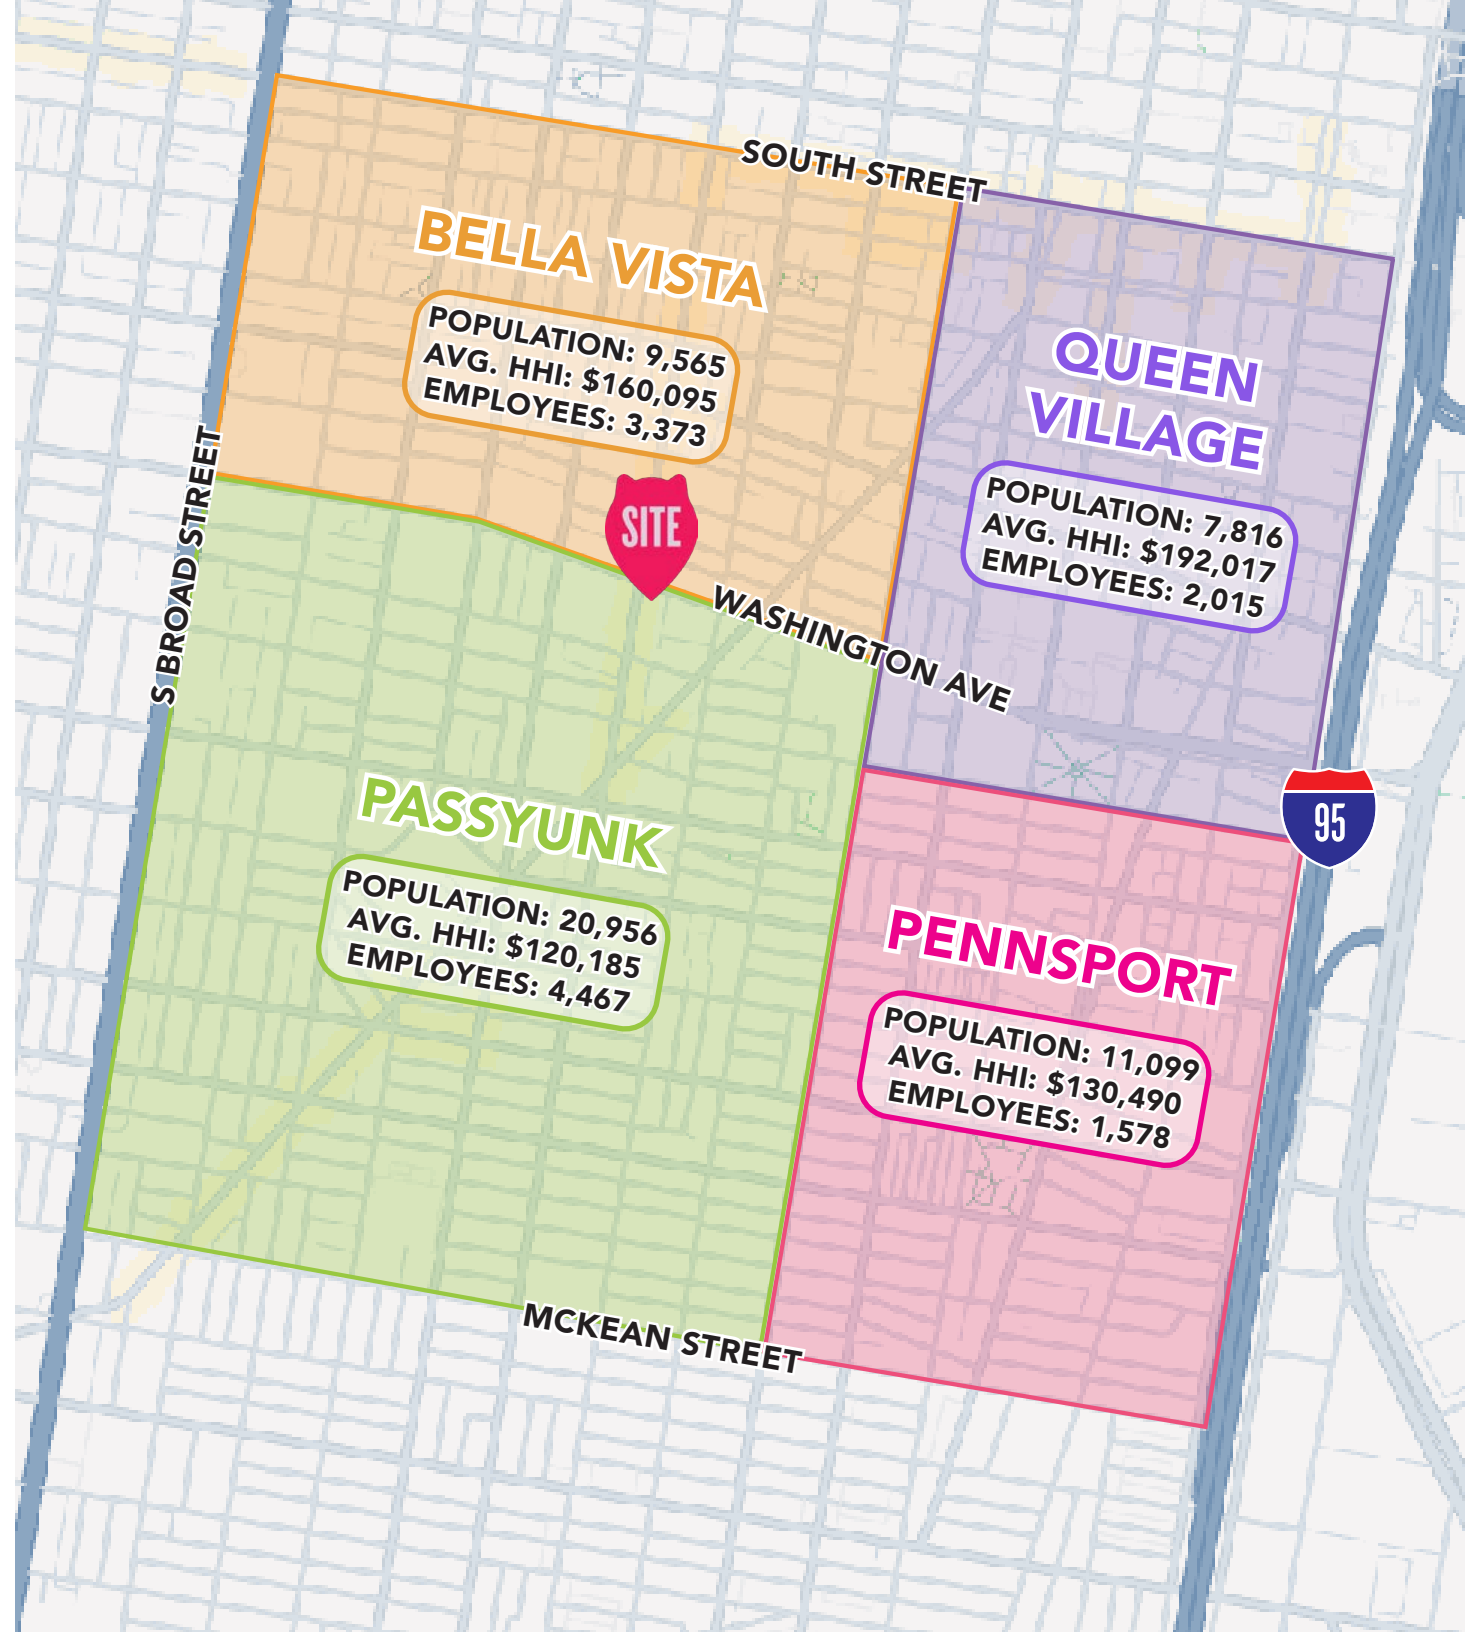 SOUTH STREET
BELLA VISTA
POPULATION: 9,565
AVG. HHI: $160,095
EMPLOYEES: 3,373
QUEEN
VILLAGE
POPULATION: 7,816
AVG. HHI: $192,017
EMPLOYEES: 2,015
S BROAD STREET
SITE
WASHINGTON AVE
PASSYUNK
POPULATION: 20,956
AVG. HHI: $120,185
EMPLOYEES: 4,467
95
PENNSPORT
POPULATION: 11,099
AVG. HHI: $130,490
EMPLOYEES: 1,578
MCKEAN STREET